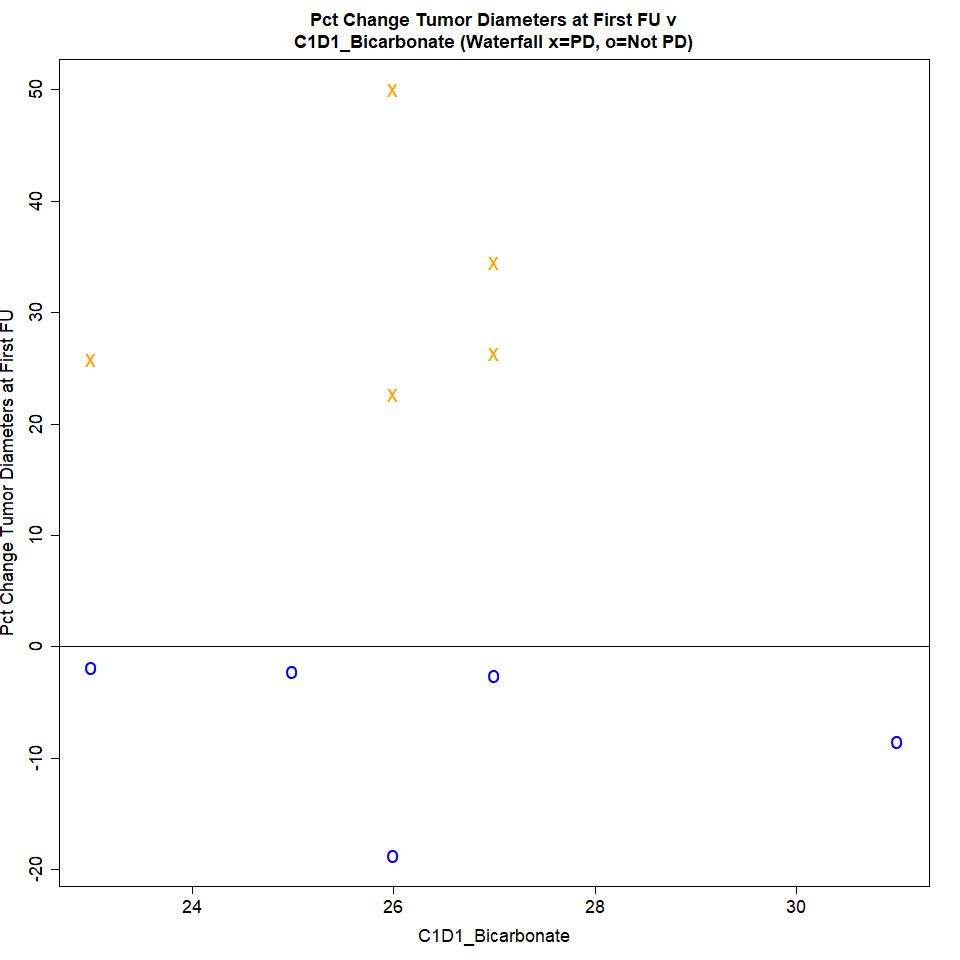 Pct Change Tumor Diameters at First FU v
C1D1_Bicarbonate (Waterfall x=PD, o=Not PD)
Pct Change Tumor Diameters at First FU
50
40
30
20
10
0
-10
-20
X
X
X
X
X
O
O
O
O
O
24
26
28
30
C1D1_Bicarbonate